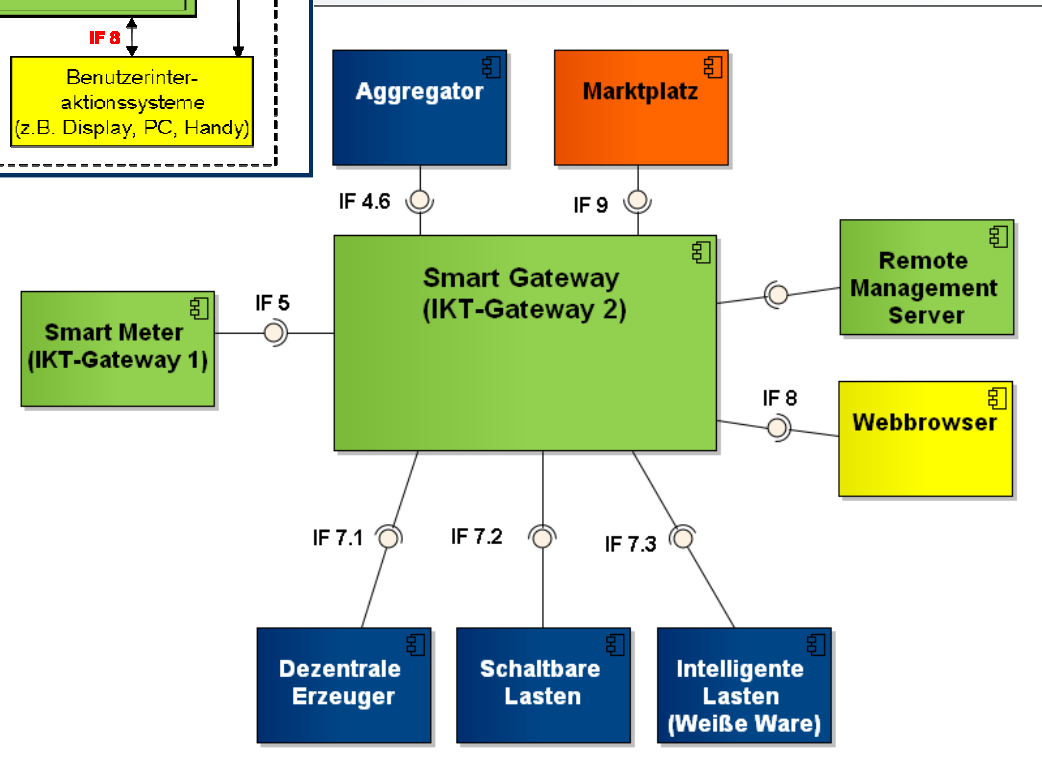 IF 8
Benutzerinter-
aktionssysteme
(z.B. Display, PC, Handy)
Aggregator
Marktplatz
IF 4.6
IF 9
Smart Gateway
(IKT-Gateway 2)
Remote
Management
Server
IF 5
Smart Meter
(IKT-Gateway 1)
IF 8
Webbrowser
IF 7.1
IF 7.2
IF 7.3
Dezentrale
Erzeuger
Schaltbare
Lasten
Intelligente
Lasten
(Weiße Ware)